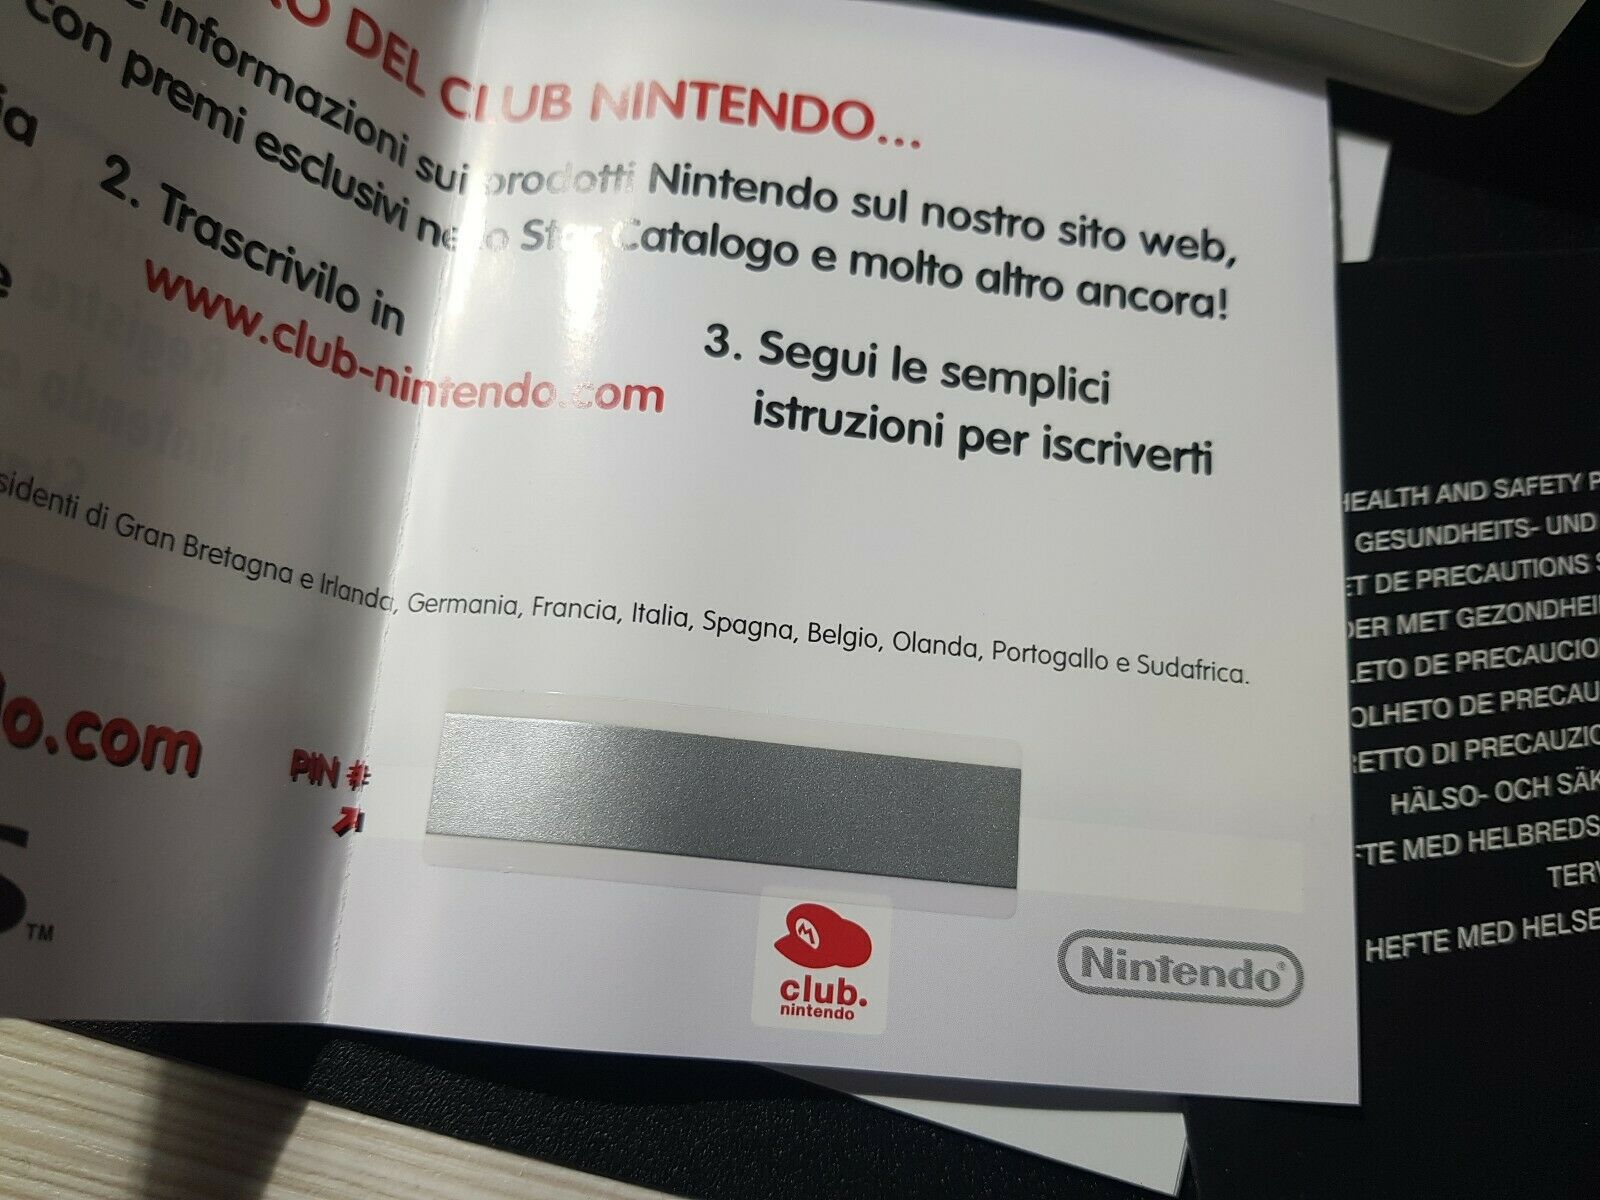 O DEL CLUB NINTENDO...
e informazioni sui prodotti Nintendo sul nostro sito web,
con premi esclusivi nello Star Catalogo e molto altro ancora!
2. Trascrivilo in
www.club-nintendo.com
3. Segui le semplici
istruzioni per iscriverti
sidenti di Gran Bretagna e Irlanda, Germania, Francia, Italia, Spagna, Belgio, Olanda, Portogallo e Sudafrica.
do.com
PIN #
TM
M
club.
nintendo
Nintendo®
HEALTH AND SAFETY P
GESUNDHEITS- UND
ET DE PRECAUTIONS S
DER MET GEZONDHEI
LETO DE PRECAUCIO
OLHETO DE PRECAU
RETTO DI PRECAUZIO
HÄLSO- OCH SÄK
FTE MED HELBREDS
TERV
HEFTE MED HELSE